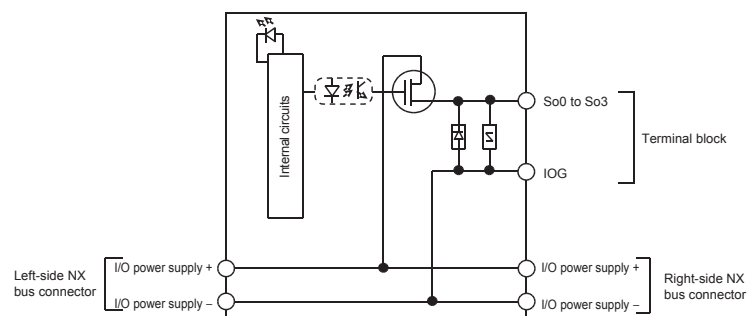 Internal circuits
So0 to So3
Terminal block
IOG
Left-side NX
bus connector
I/O power supply +
I/O power supply –
I/O power supply +
I/O power supply –
Right-side NX
bus connector